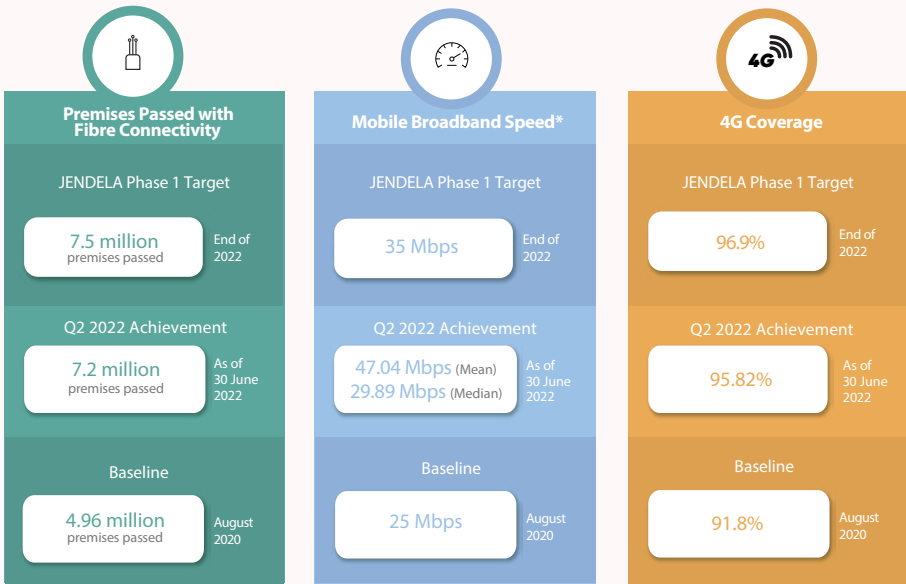 Premises Passed with
Fibre Connectivity
JENDELA Phase 1 Target
7.5 million
premises passed
End of
2022
Q2 2022 Achievement
7.2 million
premises passed
As of
30 June
2022
Baseline
4.96 million
premises passed
August
2020
Mobile Broadband Speed*
JENDELA Phase 1 Target
35 Mbps
End of
2022
Q2 2022 Achievement
47.04 Mbps (Mean)
29.89 Mbps (Median)
As of
30 June
2022
Baseline
25 Mbps
August
2020
4G
4G Coverage
JENDELA Phase 1 Target
96.9%
End of
2022
Q2 2022 Achievement
95.82%
As of
30 June
2022
Baseline
91.8%
August
2020